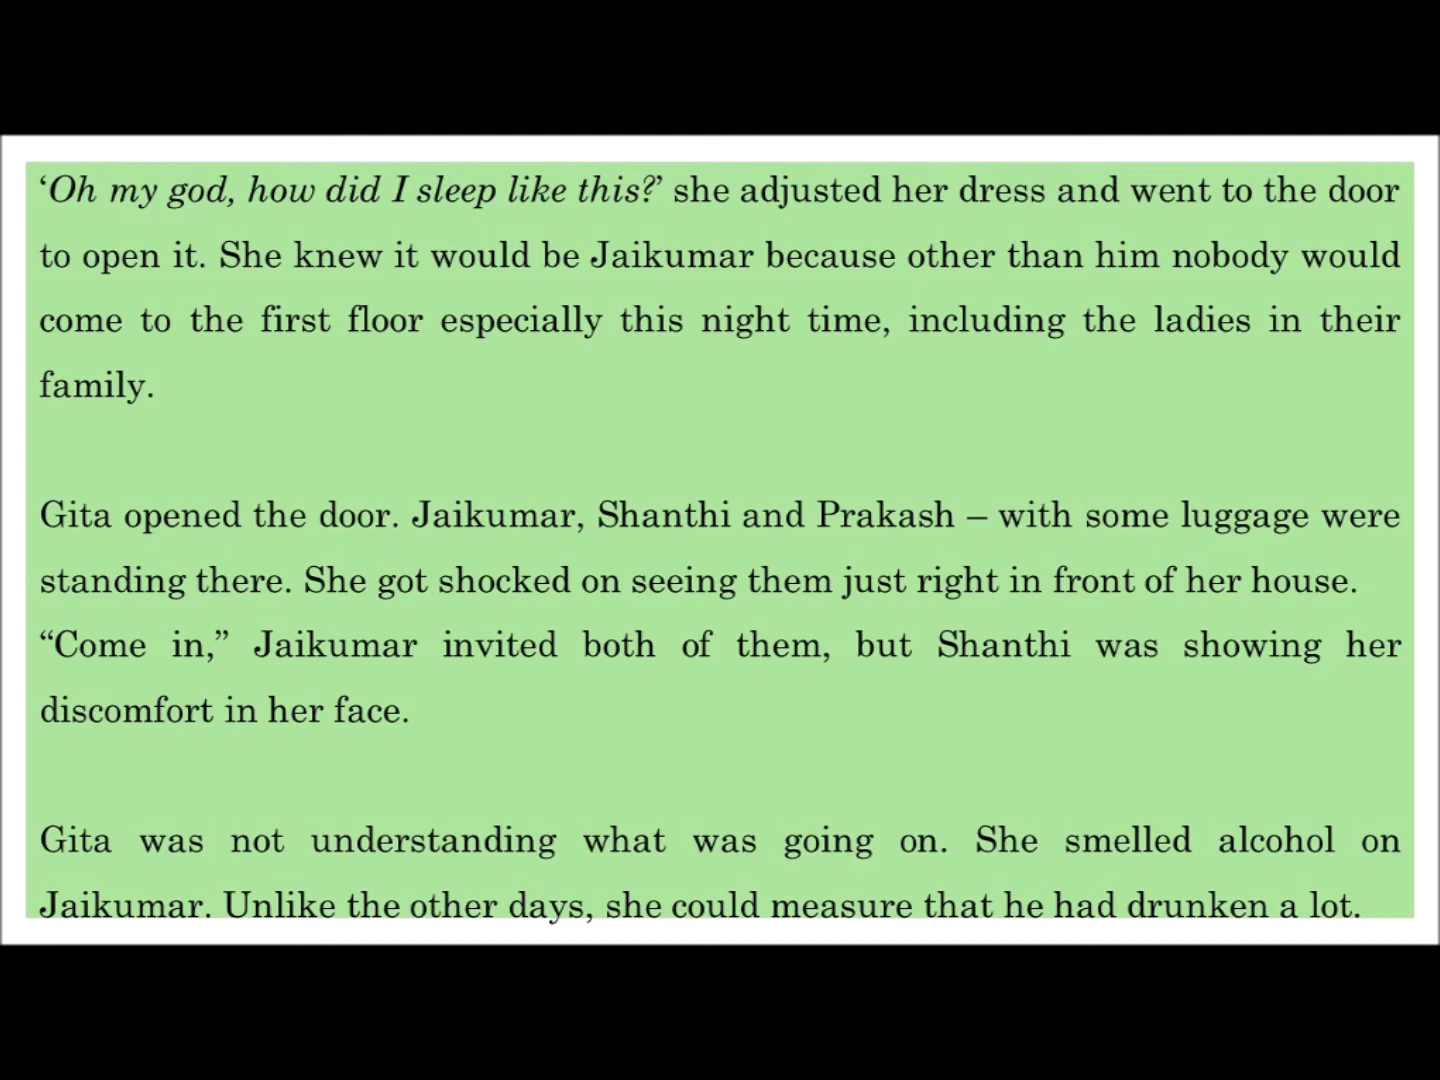 ‘Oh my god, how did I sleep like this?’ she adjusted her dress and went to the door
to open it. She knew it would be Jaikumar because other than him nobody would
come to the first floor especially this night time, including the ladies in their
family.
Gita opened the door. Jaikumar, Shanthi and Prakash – with some luggage were
standing there. She got shocked on seeing them just right in front of her house.
“Come in,” Jaikumar invited both of them, but Shanthi was showing her
discomfort in her face.
Gita was not understanding what was going on. She smelled alcohol on
Jaikumar. Unlike the other days, she could measure that he had drunken a lot.